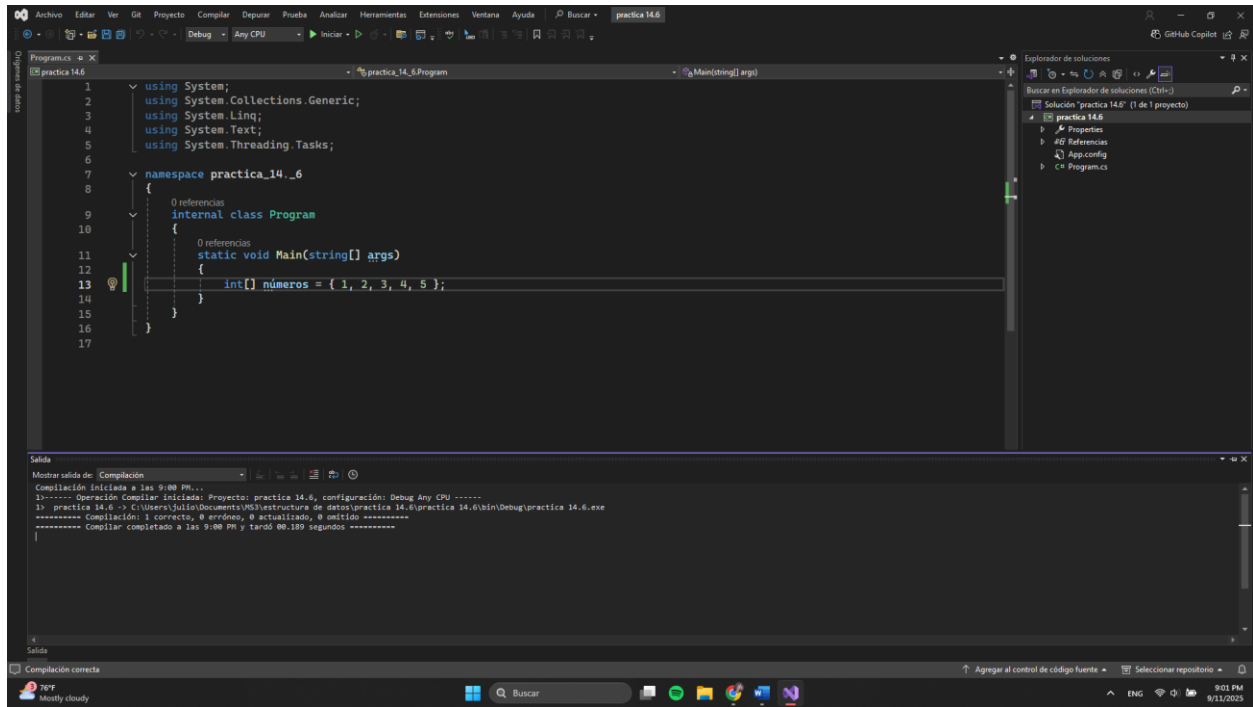 Archivo Editar Ver Git Proyecto Compilar Depurar Prueba Analizar Herramientas Extensiones Ventana Ayuda Buscar practica 14.6
Debug Any CPU Iniciar GitHub Copilot
Orígenes de datos
Program.cs
practica 14.6 practica_14._6.Program Main(string[] args)
1 using System;
2 using System.Collections.Generic;
3 using System.Linq;
4 using System.Text;
5 using System.Threading.Tasks;
6
7 namespace practica_14._6
8 {
0 referencias
9 internal class Program
10 {
0 referencias
11 static void Main(string[] args)
12 {
13 int[] números = { 1, 2, 3, 4, 5 };
14 }
15 }
16 }
17
Explorador de soluciones
Buscar en Explorador de soluciones (Ctrl+;)
Solución "practica 14.6" (1 de 1 proyecto)
practica 14.6
Properties
Referencias
App.config
C# Program.cs
Salida
Mostrar salida de: Compilación
Compilación iniciada a las 9:00 PM...
1>------ Operación Compilar iniciada: Proyecto: practica 14.6, configuración: Debug Any CPU ------
1> practica 14.6 -> C:\Users\julio\Documents\MS3\estructura de datos\practica 14.6\practica 14.6\bin\Debug\practica 14.6.exe
========== Compilación: 1 correcto, 0 erróneo, 0 actualizado, 0 omitido ==========
========== Compilar completado a las 9:00 PM y tardó 00.189 segundos ==========
Salida
Compilación correcta Agregar al control de código fuente Seleccionar repositorio
3 76°F
Mostly cloudy
Buscar
ENG
9:01 PM
9/11/2025